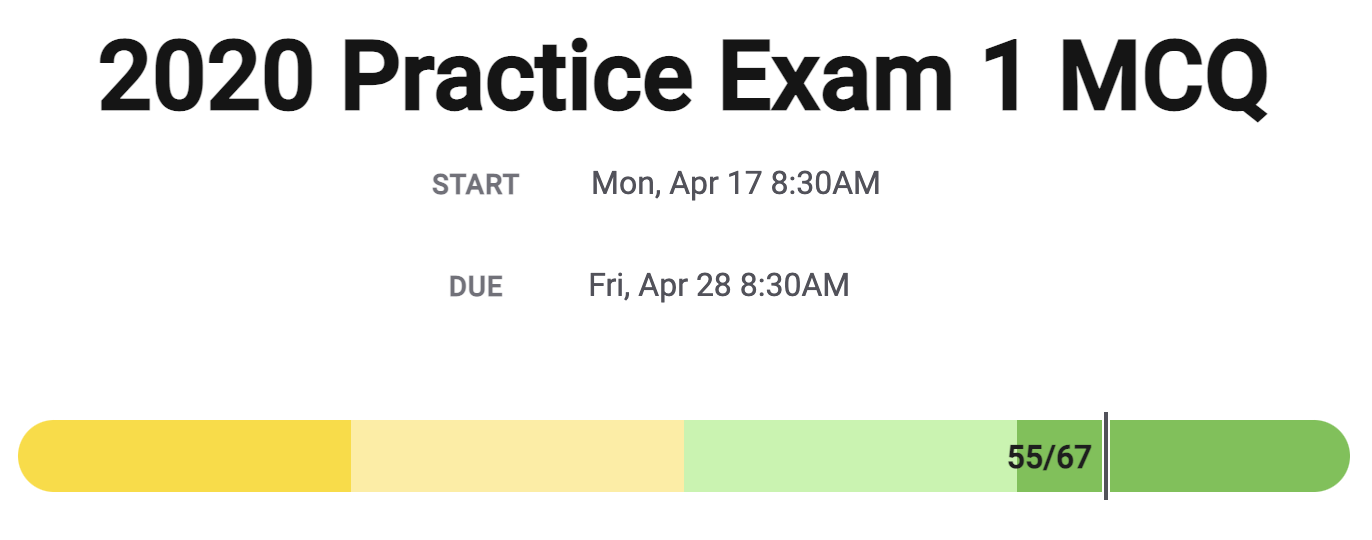 2020 Practice Exam 1 MCQ
START Mon, Apr 17 8:30AM
DUE Fri, Apr 28 8:30AM
55/67